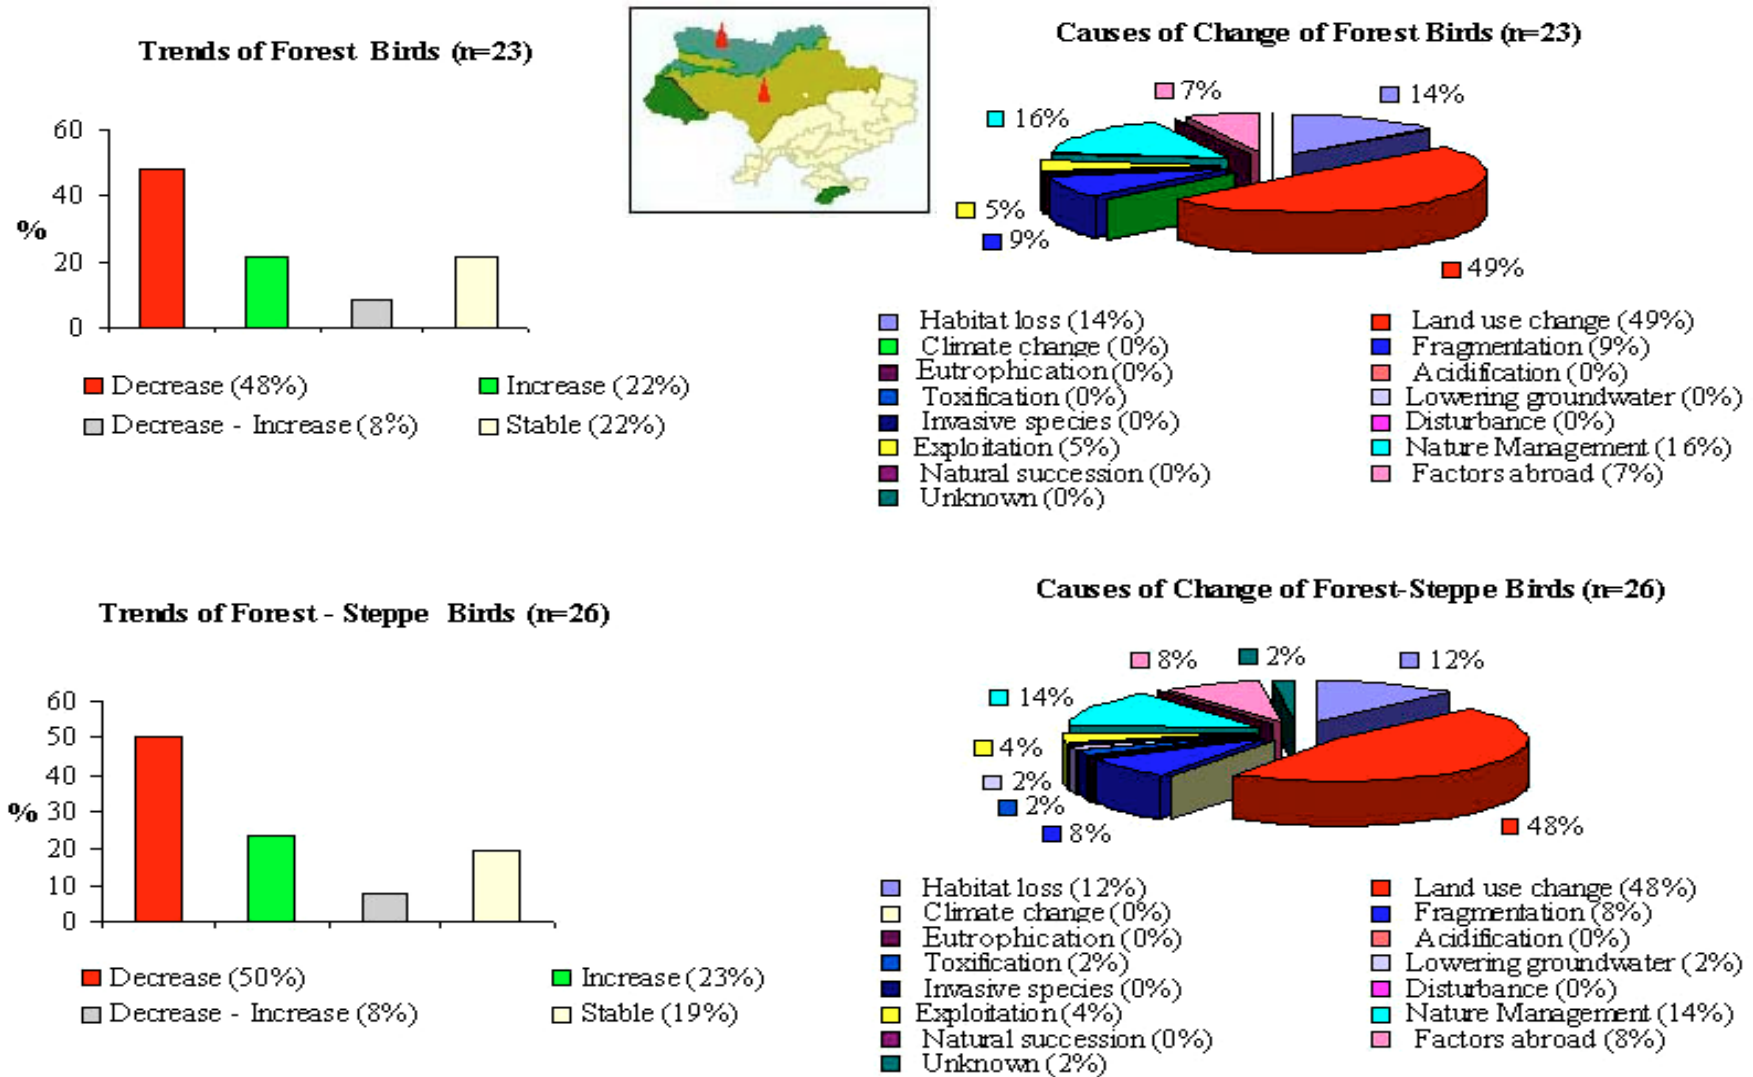 Trends of Forest Birds (n=23)
60
40
20
0
%
Decrease (48%)
Increase (22%)
Decrease - Increase (8%)
Stable (22%)
Causes of Change of Forest Birds (n=23)
7%
14%
16%
5%
9%
49%
Habitat loss (14%)
Land use change (49%)
Climate change (0%)
Fragmentation (9%)
Eutrophication (0%)
Acidification (0%)
Toxification (0%)
Lowering groundwater (0%)
Invasive species (0%)
Disturbance (0%)
Exploitation (5%)
Nature Management (16%)
Natural succession (0%)
Factors abroad (7%)
Unknown (0%)
Trends of Forest - Steppe Birds (n=26)
60
50
40
30
20
10
0
%
Decrease (50%)
Increase (23%)
Decrease - Increase (8%)
Stable (19%)
Causes of Change of Forest-Steppe Birds (n=26)
8%
2%
12%
14%
4%
2%
2%
8%
48%
Habitat loss (12%)
Land use change (48%)
Climate change (0%)
Fragmentation (8%)
Eutrophication (0%)
Acidification (0%)
Toxification (2%)
Lowering groundwater (2%)
Invasive species (0%)
Disturbance (0%)
Exploitation (4%)
Nature Management (14%)
Natural succession (0%)
Factors abroad (8%)
Unknown (2%)